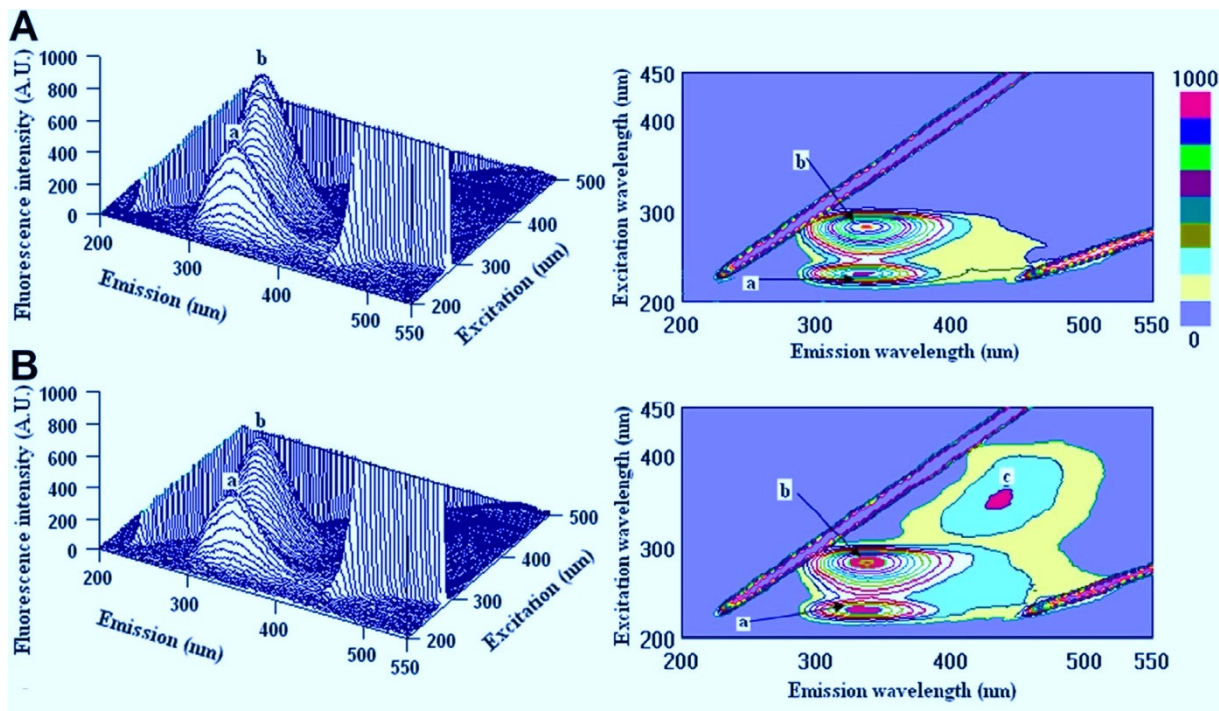 A
Fluorescence intensity (A.U.)
1000
800
600
400
200
0
b
a
200
300
400
500
550
Emission (nm)
200
300
400
500
Excitation (nm)
Excitation wavelength (nm)
450
400
300
200
b
a
200
300
400
500
550
Emission wavelength (nm)
1000
0
B
Fluorescence intensity (A.U.)
1000
800
600
400
200
0
b
a
200
300
400
500
550
Emission (nm)
200
300
400
500
Excitation (nm)
Excitation wavelength (nm)
450
400
300
200
c
b
a
200
300
400
500
550
Emission wavelength (nm)